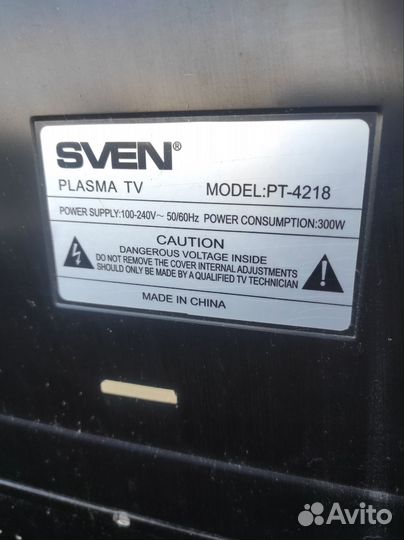 SVEN®
PLASMA TV MODEL:PT-4218
POWER SUPPLY:100-240V~ 50/60Hz POWER CONSUMPTION:300W
CAUTION
DANGEROUS VOLTAGE INSIDE
DO NOT REMOVE THE COVER INTERNAL ADJUSTMENTS
SHOULD ONLY BE MADE BY A QUALIFIED TV TECHNICIAN
MADE IN CHINA
Avito